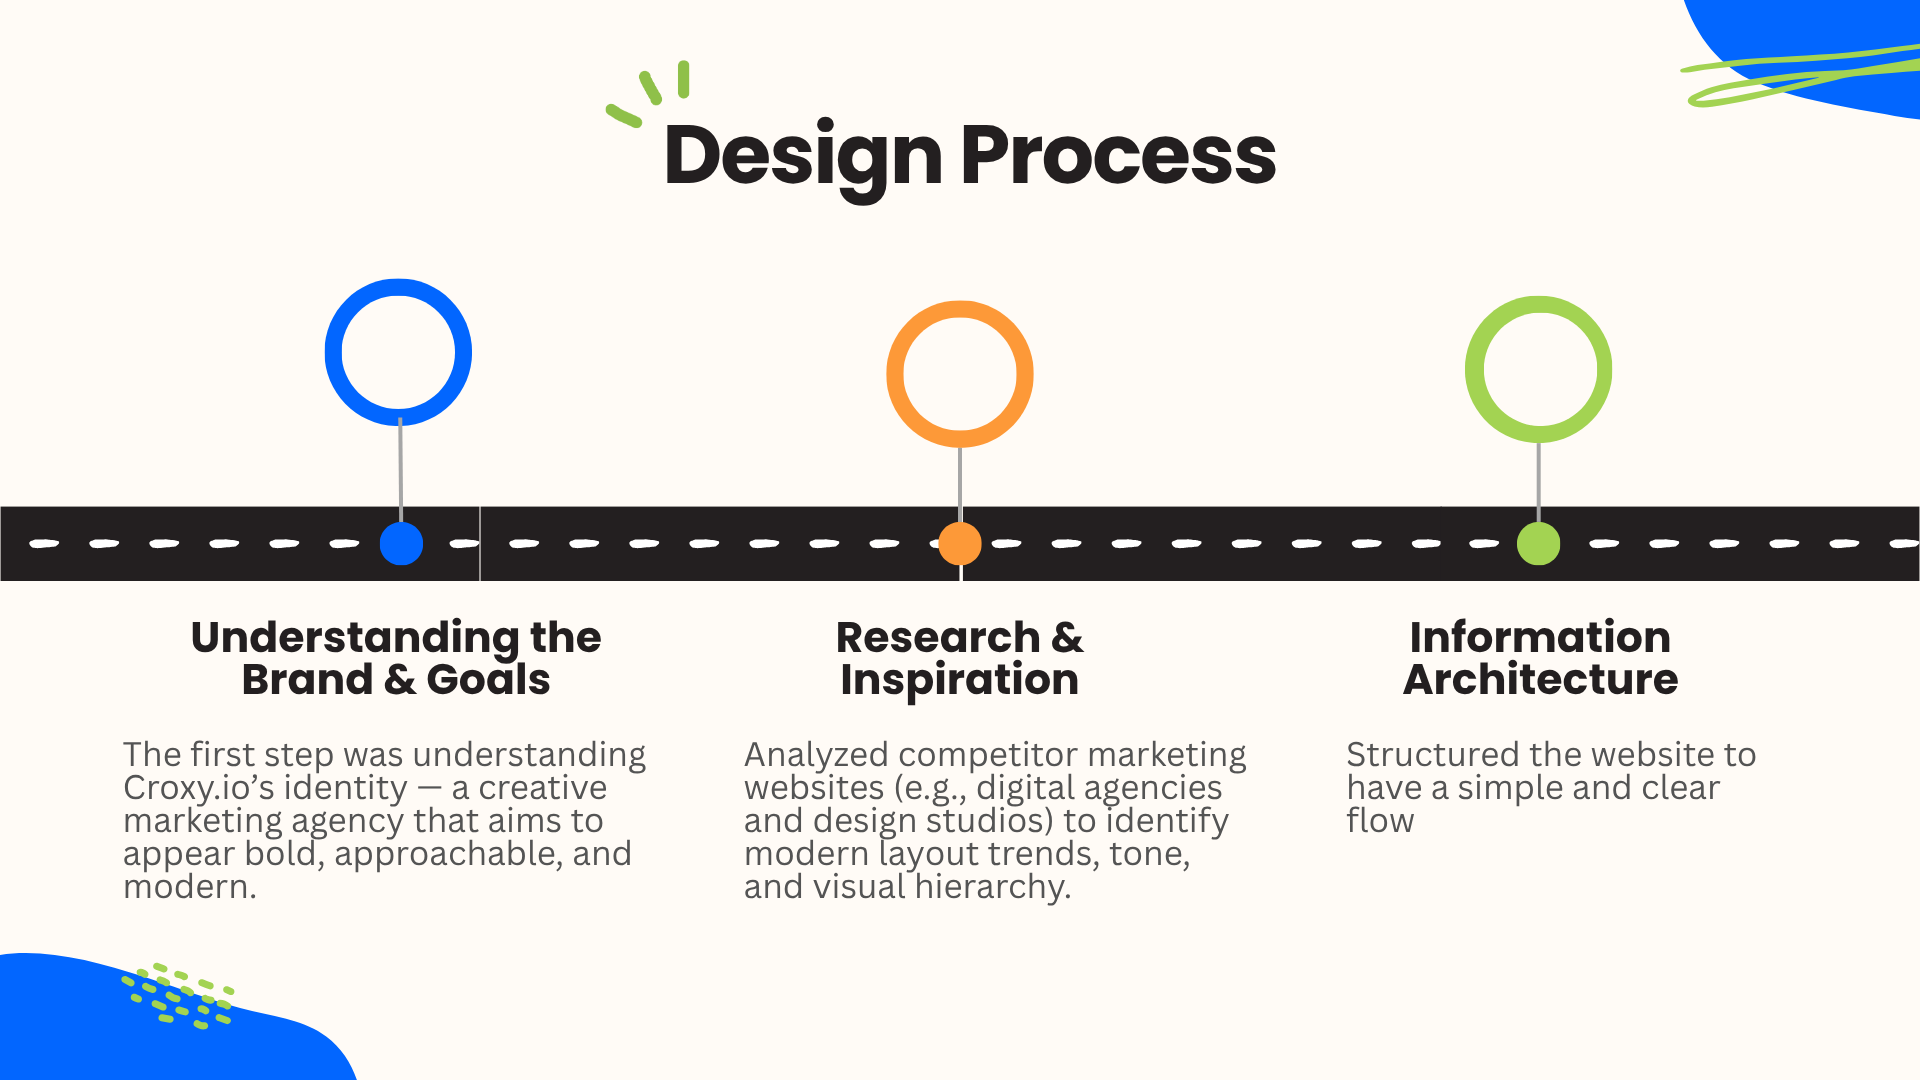 Design Process
Understanding the
Brand & Goals
The first step was understanding
Croxy.io’s identity — a creative
marketing agency that aims to
appear bold, approachable, and
modern.
Research &
Inspiration
Analyzed competitor marketing
websites (e.g., digital agencies
and design studios) to identify
modern layout trends, tone,
and visual hierarchy.
Information
Architecture
Structured the website to
have a simple and clear
flow